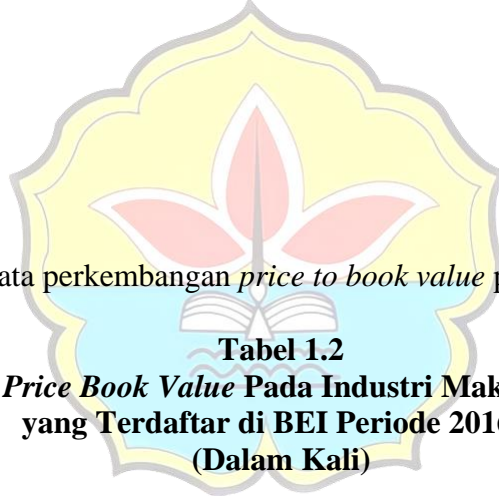 ata perkembangan price to book value p
Tabel 1.2
Price Book Value Pada Industri Mak
yang Terdaftar di BEI Periode 2016
(Dalam Kali)